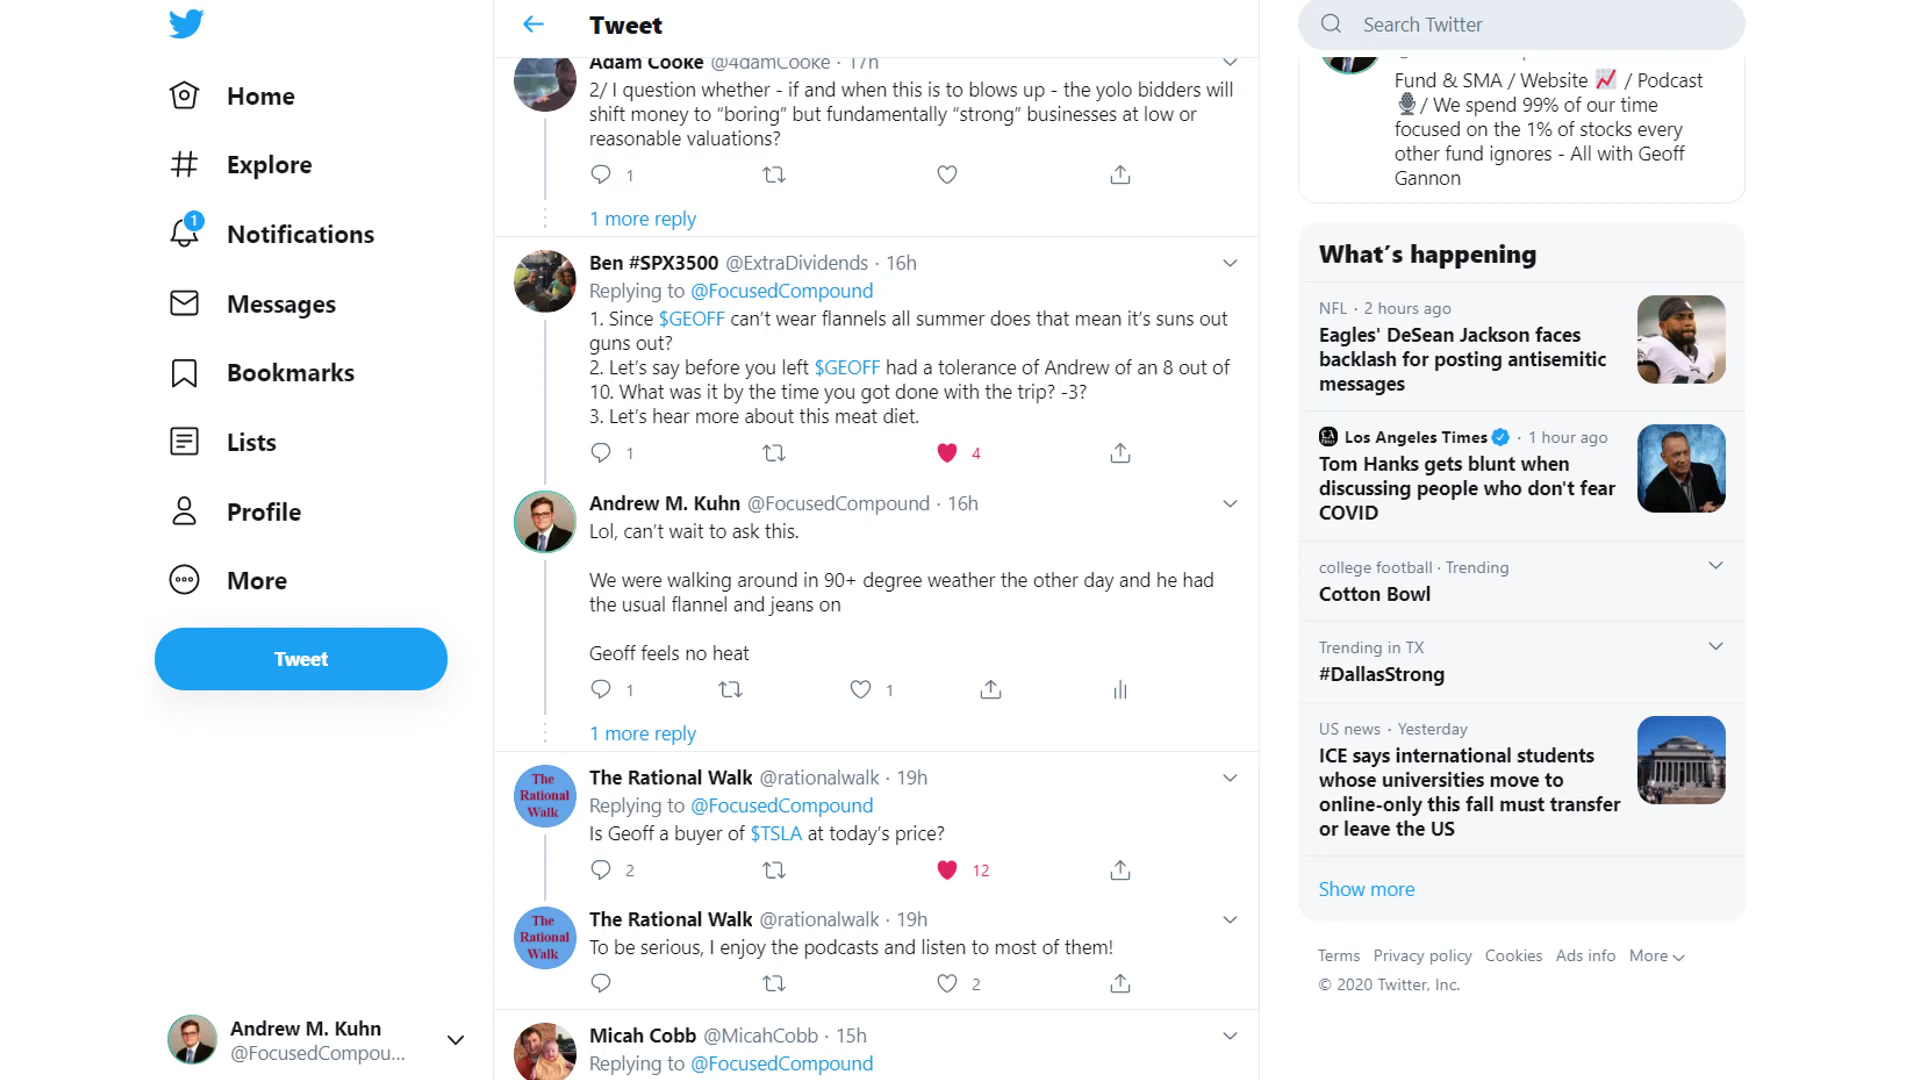 Home
Explore
1
Notifications
Messages
Bookmarks
Lists
Profile
More
Tweet
Andrew M. Kuhn
@FocusedCompou...
Tweet
Adam Cooke @4damCooke · 17h
2/ I question whether - if and when this is to blows up - the yolo bidders will
shift money to “boring” but fundamentally “strong” businesses at low or
reasonable valuations?
1
1 more reply
Ben #SPX3500 @ExtraDividends · 16h
Replying to @FocusedCompound
1. Since $GEOFF can’t wear flannels all summer does that mean it’s suns out
guns out?
2. Let’s say before you left $GEOFF had a tolerance of Andrew of an 8 out of
10. What was it by the time you got done with the trip? -3?
3. Let’s hear more about this meat diet.
1 4
Andrew M. Kuhn @FocusedCompound · 16h
Lol, can’t wait to ask this.
We were walking around in 90+ degree weather the other day and he had
the usual flannel and jeans on
Geoff feels no heat
1 1
1 more reply
The Rational Walk @rationalwalk · 19h
The
Rational
Walk
Replying to @FocusedCompound
Is Geoff a buyer of $TSLA at today’s price?
2 12
The Rational Walk @rationalwalk · 19h
The
Rational
Walk
To be serious, I enjoy the podcasts and listen to most of them!
2
Micah Cobb @MicahCobb · 15h
Replying to @FocusedCompound
Search Twitter
Fund & SMA / Website 📈 / Podcast
🎙/ We spend 99% of our time
focused on the 1% of stocks every
other fund ignores - All with Geoff
Gannon
What’s happening
NFL · 2 hours ago
Eagles' DeSean Jackson faces
backlash for posting antisemitic
messages
Los Angeles Times · 1 hour ago
Tom Hanks gets blunt when
discussing people who don't fear
COVID
college football · Trending
Cotton Bowl
Trending in TX
#DallasStrong
US news · Yesterday
ICE says international students
whose universities move to
online-only this fall must transfer
or leave the US
Show more
Terms Privacy policy Cookies Ads info More
© 2020 Twitter, Inc.